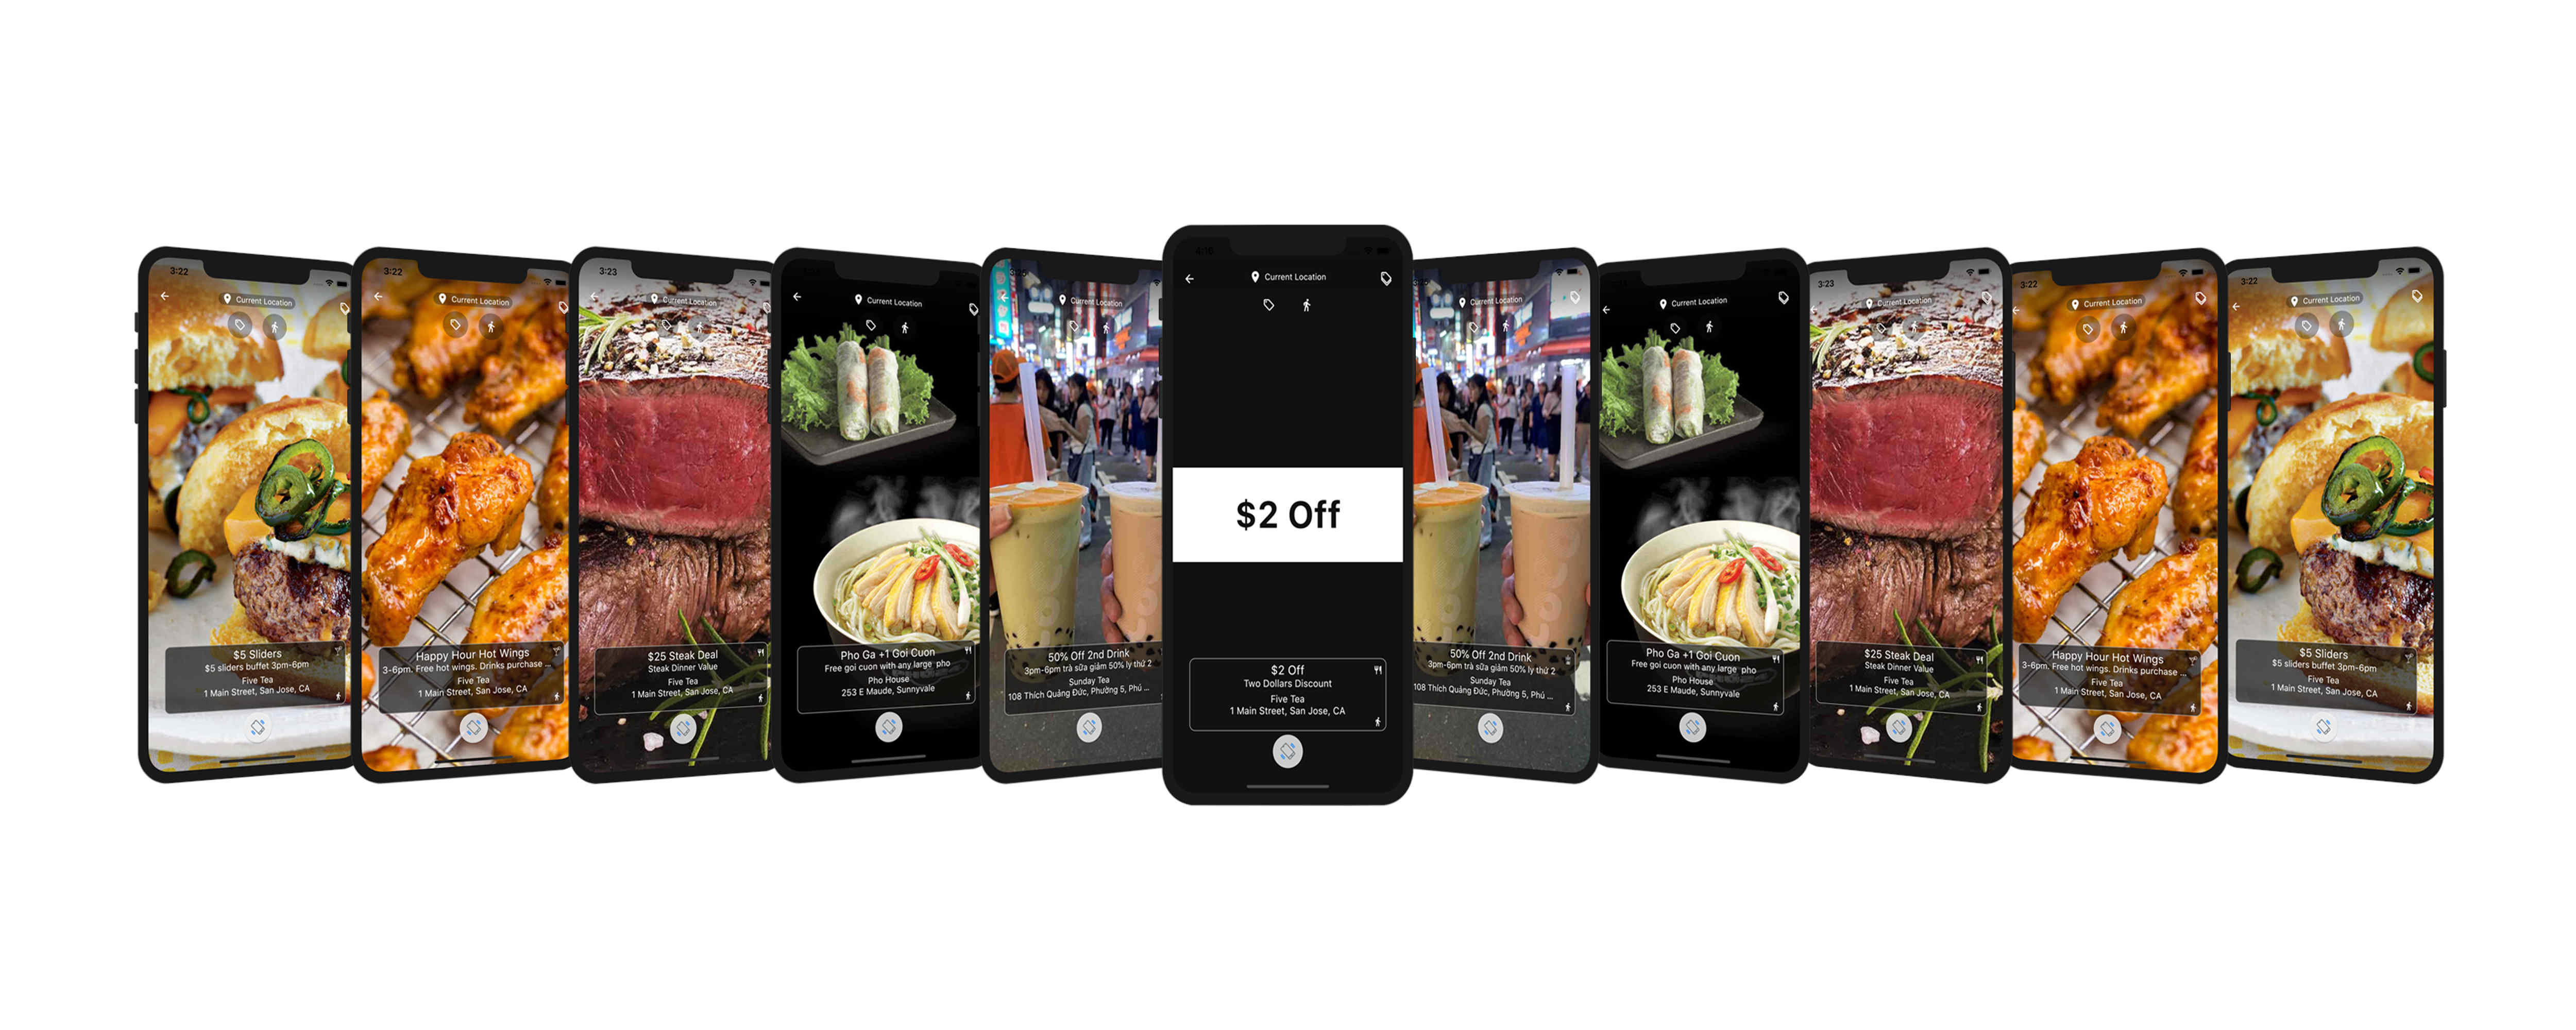 3:22
Current Location
$5 Sliders
$5 sliders buffet 3pm-6pm
Five Tea
1 Main Street, San Jose, CA
3:22
Current Location
Happy Hour Hot Wings
3-6pm. Free hot wings. Drinks purchase ...
Five Tea
1 Main Street, San Jose, CA
3:23
Current Location
$25 Steak Deal
Steak Dinner Value
Five Tea
1 Main Street, San Jose, CA
Current Location
Pho Ga +1 Goi Cuon
Free goi cuon with any large pho
Pho House
253 E Maude, Sunnyvale
Current Location
50% Off 2nd Drink
3pm-6pm trà sữa giảm 50% ly thứ 2
Sunday Tea
108 Thích Quảng Đức, Phường 5, Phú ...
Current Location
$2 Off
$2 Off
Two Dollars Discount
Five Tea
1 Main Street, San Jose, CA
Current Location
50% Off 2nd Drink
3pm-6pm trà sữa giảm 50% ly thứ 2
Sunday Tea
108 Thích Quảng Đức, Phường 5, Phú ...
Current Location
Pho Ga +1 Goi Cuon
Free goi cuon with any large pho
Pho House
253 E Maude, Sunnyvale
3:23
Current Location
$25 Steak Deal
Steak Dinner Value
Five Tea
1 Main Street, San Jose, CA
3:22
Current Location
Happy Hour Hot Wings
3-6pm. Free hot wings. Drinks purchase ...
Five Tea
1 Main Street, San Jose, CA
3:22
Current Location
$5 Sliders
$5 sliders buffet 3pm-6pm
Five Tea
1 Main Street, San Jose, CA